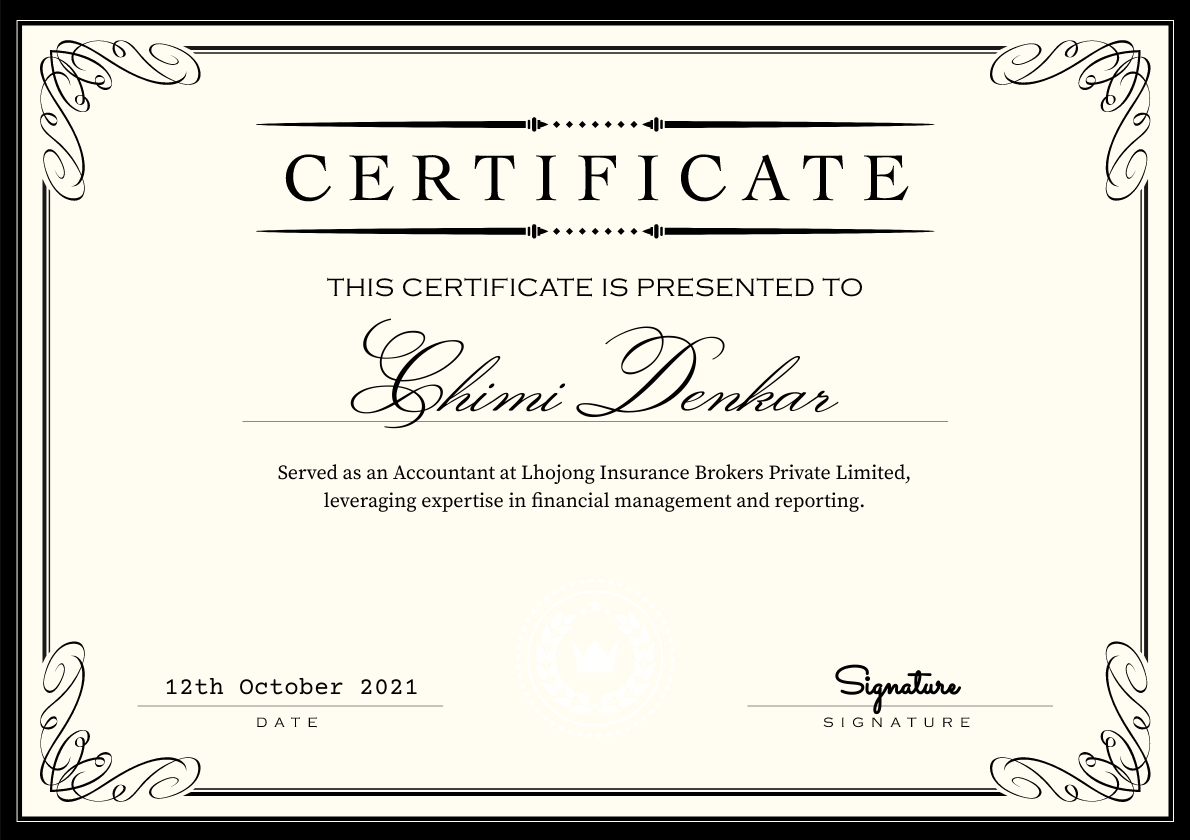 CERTIFICATE
THIS CERTIFICATE IS PRESENTED TO
Chimi Denkar
Served as an Accountant at Lhojong Insurance Brokers Private Limited,
leveraging expertise in financial management and reporting.
12th October 2021
DATE
Signature
SIGNATURE